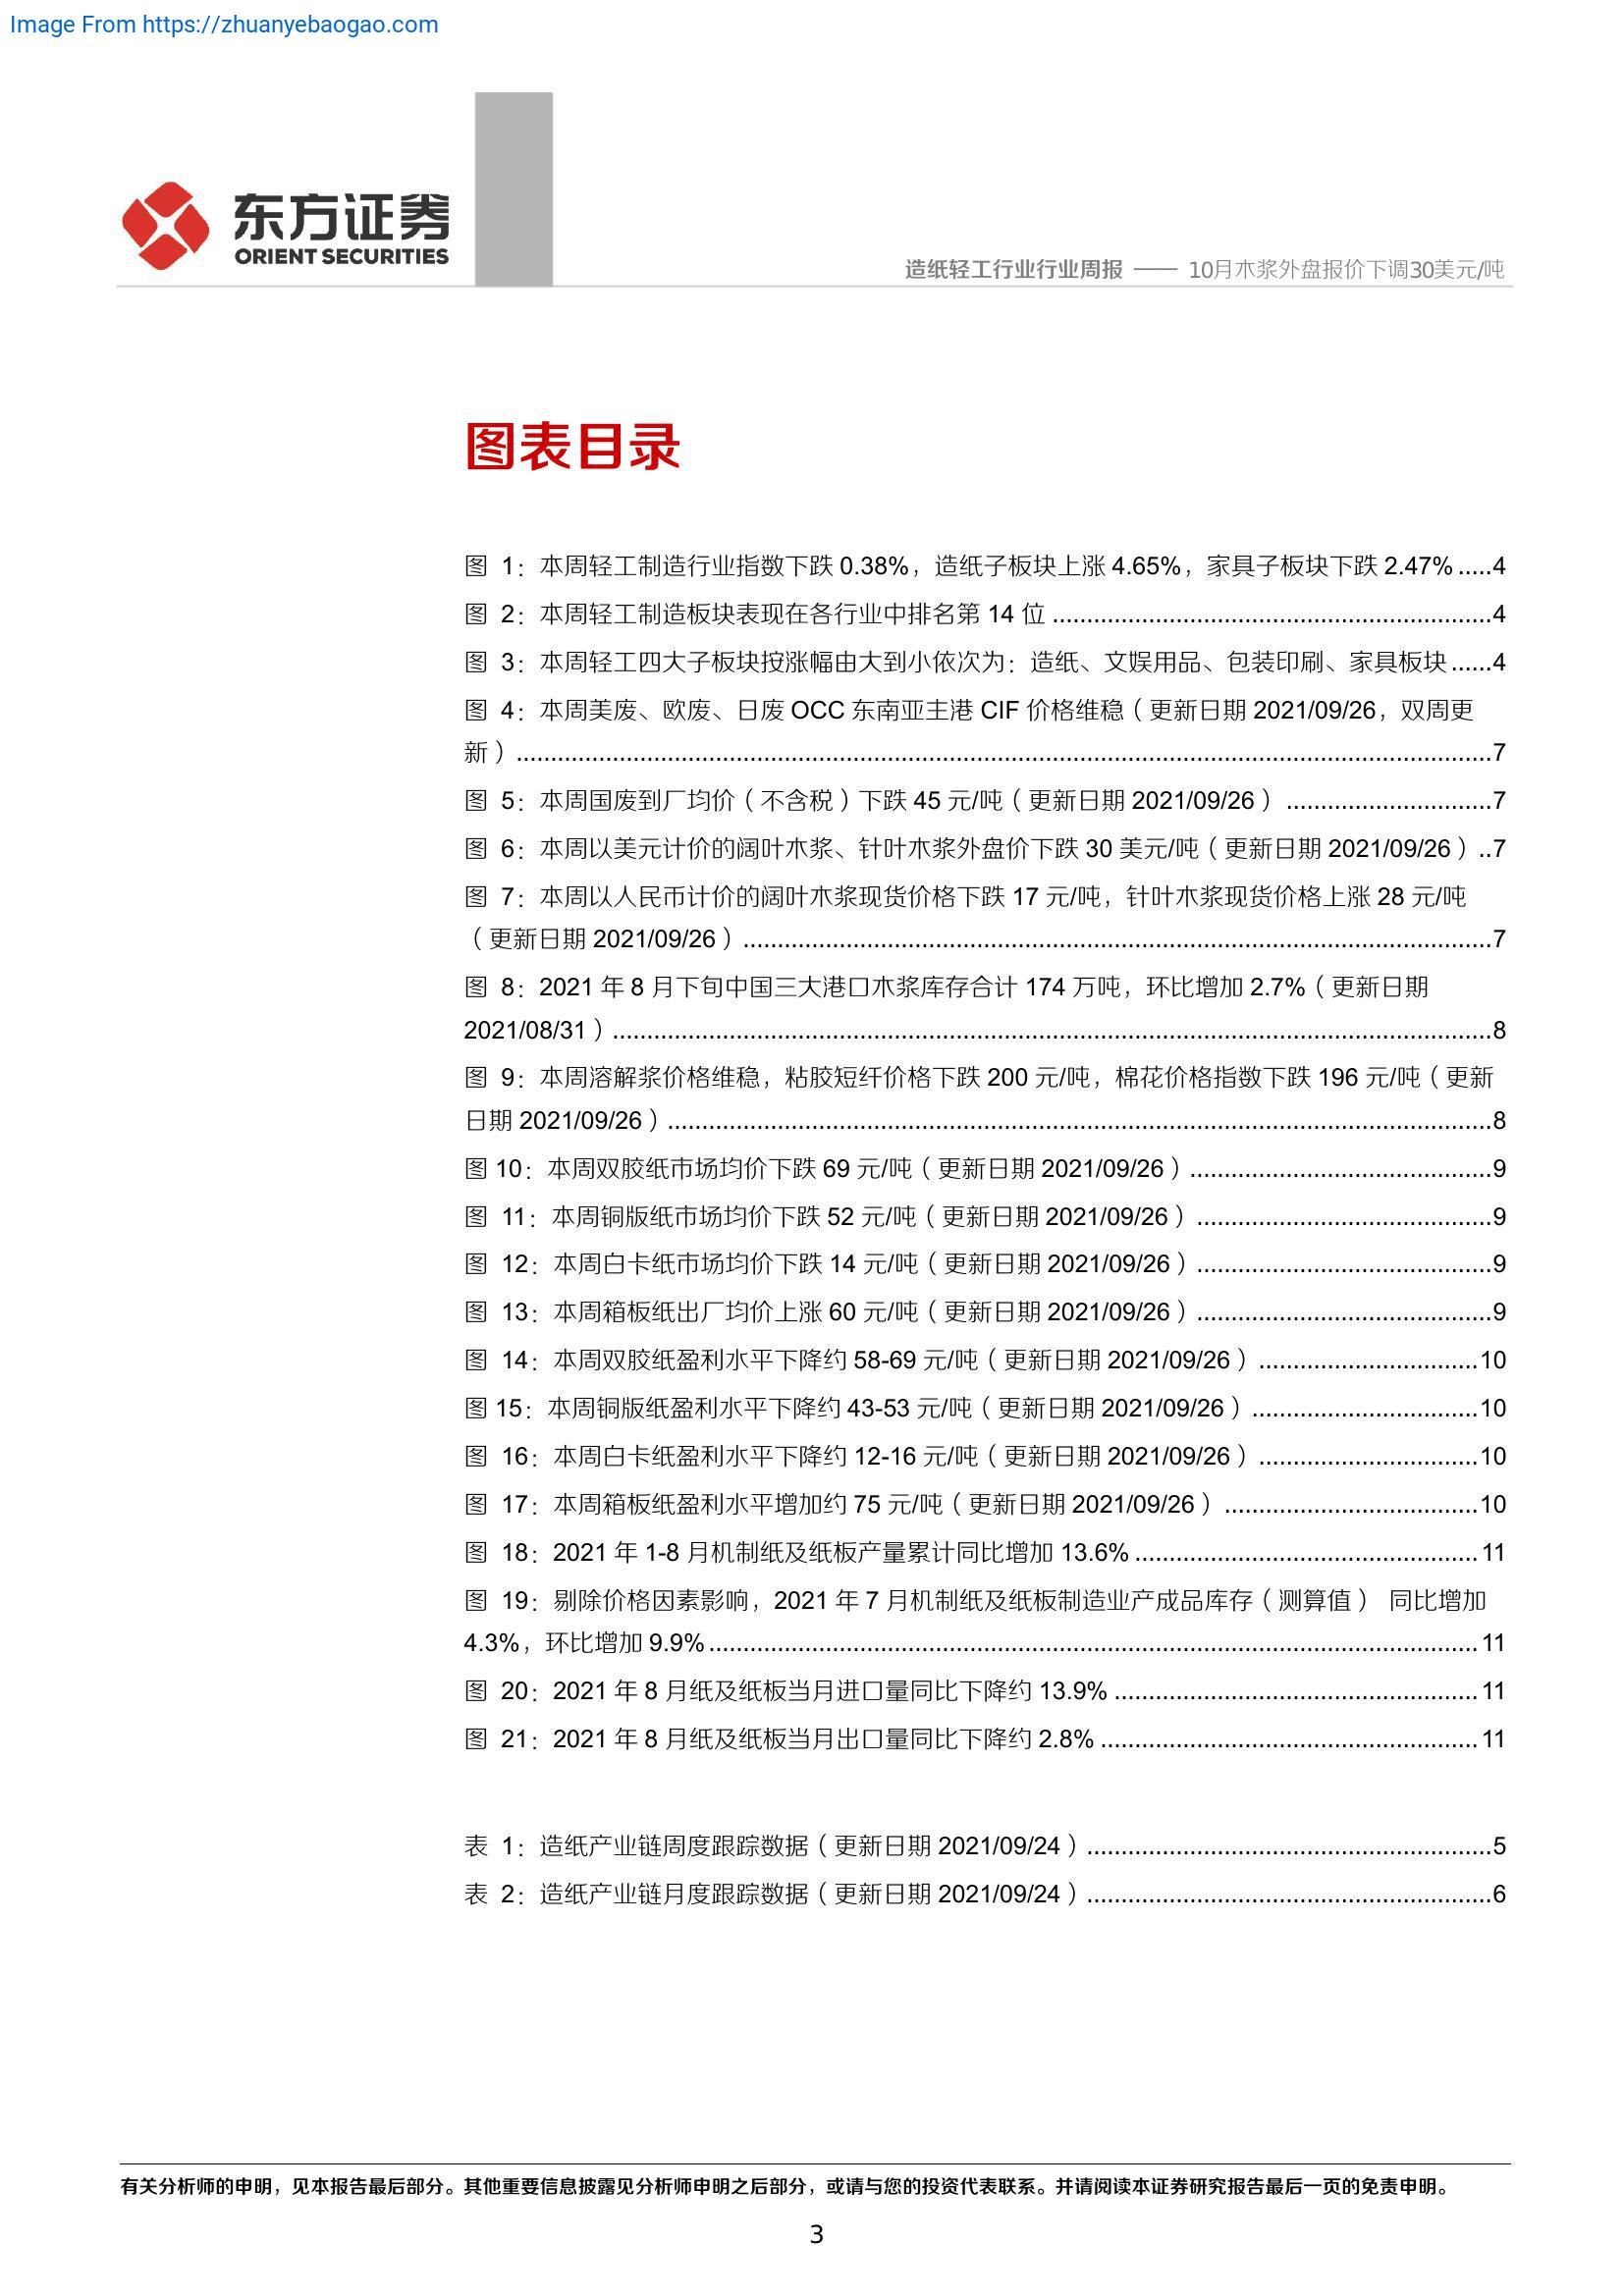 Image From https://zhuanyebaogao.com
东方证券
ORIENT SECURITIES
造纸轻工行业行业周报 —— 10月木浆外盘报价下调30美元/吨
图表目录
图 1：本周轻工制造行业指数下跌 0.38%，造纸子板块上涨 4.65%，家具子板块下跌 2.47% .....4
图 2：本周轻工制造板块表现在各行业中排名第 14 位 ................................................................4
图 3：本周轻工四大子板块按涨幅由大到小依次为：造纸、文娱用品、包装印刷、家具板块 ......4
图 4：本周美废、欧废、日废 OCC 东南亚主港 CIF 价格维稳（更新日期 2021/09/26，双周更
新）..............................................................................................................................................7
图 5：本周国废到厂均价（不含税）下跌 45 元/吨（更新日期 2021/09/26） ..............................7
图 6：本周以美元计价的阔叶木浆、针叶木浆外盘价下跌 30 美元/吨（更新日期 2021/09/26）..7
图 7：本周以人民币计价的阔叶木浆现货价格下跌 17 元/吨，针叶木浆现货价格上涨 28 元/吨
（更新日期 2021/09/26）.............................................................................................................7
图 8：2021 年 8 月下旬中国三大港口木浆库存合计 174 万吨，环比增加 2.7%（更新日期
2021/08/31）................................................................................................................................8
图 9：本周溶解浆价格维稳，粘胶短纤价格下跌 200 元/吨，棉花价格指数下跌 196 元/吨（更新
日期 2021/09/26）........................................................................................................................8
图 10：本周双胶纸市场均价下跌 69 元/吨（更新日期 2021/09/26）............................................9
图 11：本周铜版纸市场均价下跌 52 元/吨（更新日期 2021/09/26）...........................................9
图 12：本周白卡纸市场均价下跌 14 元/吨（更新日期 2021/09/26）...........................................9
图 13：本周箱板纸出厂均价上涨 60 元/吨（更新日期 2021/09/26）...........................................9
图 14：本周双胶纸盈利水平下降约 58-69 元/吨（更新日期 2021/09/26）................................10
图 15：本周铜版纸盈利水平下降约 43-53 元/吨（更新日期 2021/09/26）.................................10
图 16：本周白卡纸盈利水平下降约 12-16 元/吨（更新日期 2021/09/26）................................10
图 17：本周箱板纸盈利水平增加约 75 元/吨（更新日期 2021/09/26）.....................................10
图 18：2021 年 1-8 月机制纸及纸板产量累计同比增加 13.6% ..................................................11
图 19：剔除价格因素影响，2021 年 7 月机制纸及纸板制造业产成品库存（测算值） 同比增加
4.3%，环比增加 9.9%................................................................................................................11
图 20：2021 年 8 月纸及纸板当月进口量同比下降约 13.9% .....................................................11
图 21：2021 年 8 月纸及纸板当月出口量同比下降约 2.8% .......................................................11
表 1：造纸产业链周度跟踪数据（更新日期 2021/09/24）...........................................................5
表 2：造纸产业链月度跟踪数据（更新日期 2021/09/24）...........................................................6
有关分析师的申明，见本报告最后部分。其他重要信息披露见分析师申明之后部分，或请与您的投资代表联系。并请阅读本证券研究报告最后一页的免责申明。
3